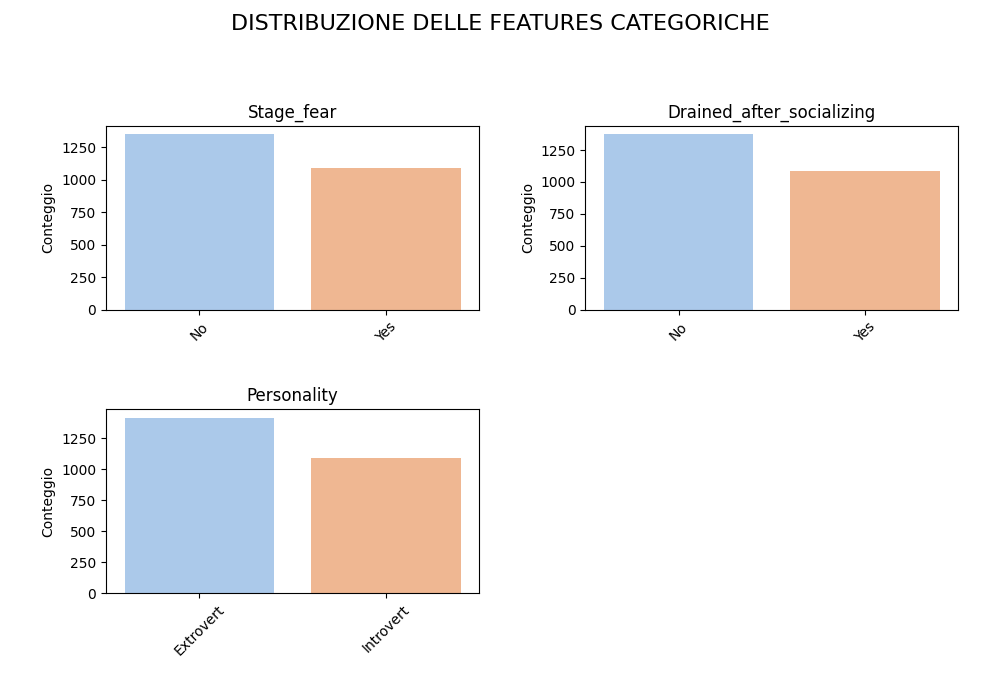 DISTRIBUZIONE DELLE FEATURES CATEGORICHE
Stage_fear
Conteggio
1250
1000
750
500
250
0
No
Yes
Drained_after_socializing
Conteggio
1250
1000
750
500
250
0
No
Yes
Personality
Conteggio
1250
1000
750
500
250
0
Extrovert
Introvert